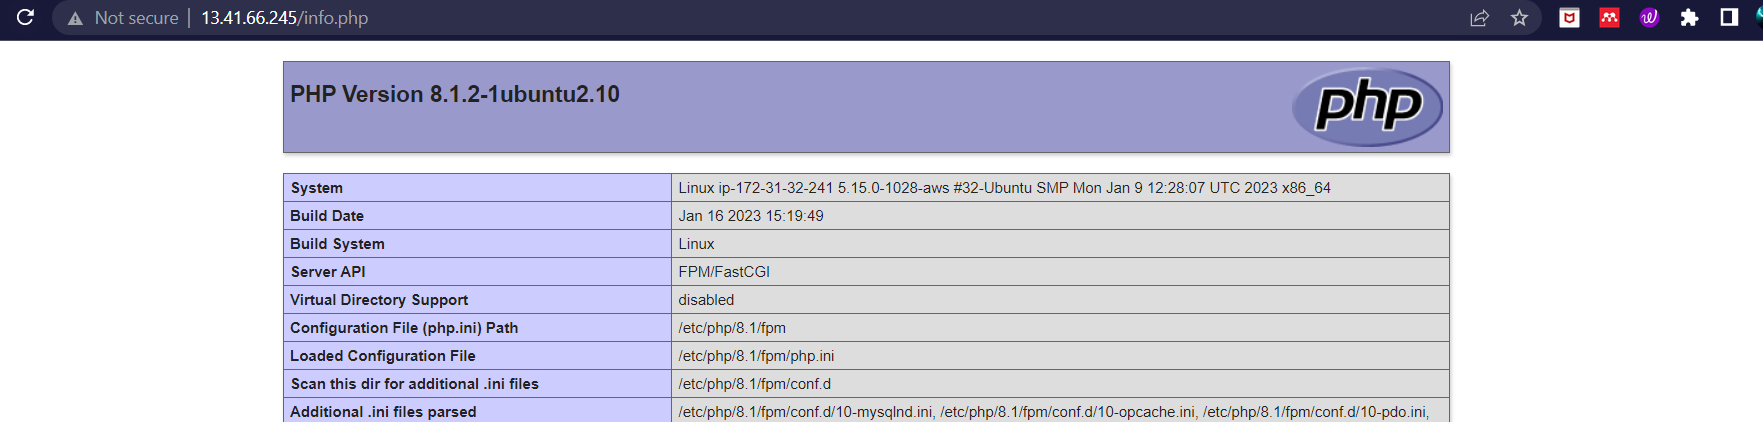 Not secure | 13.41.66.245/info.php
PHP Version 8.1.2-1ubuntu2.10
php
System Linux ip-172-31-32-241 5.15.0-1028-aws #32-Ubuntu SMP Mon Jan 9 12:28:07 UTC 2023 x86_64
Build Date Jan 16 2023 15:19:49
Build System Linux
Server API FPM/FastCGI
Virtual Directory Support disabled
Configuration File (php.ini) Path /etc/php/8.1/fpm
Loaded Configuration File /etc/php/8.1/fpm/php.ini
Scan this dir for additional .ini files /etc/php/8.1/fpm/conf.d
Additional .ini files parsed /etc/php/8.1/fpm/conf.d/10-mysqlnd.ini, /etc/php/8.1/fpm/conf.d/10-opcache.ini, /etc/php/8.1/fpm/conf.d/10-pdo.ini,